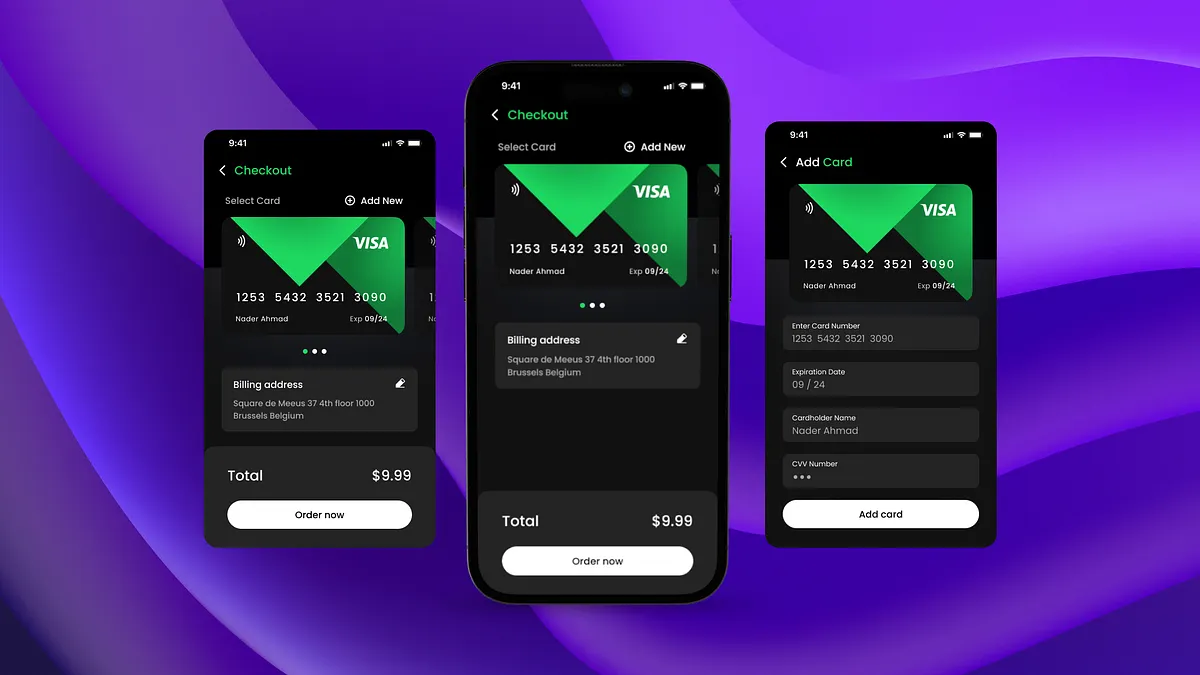 9:41
Checkout
Select Card
Add New
VISA
1253 5432 3521 3090
Nader Ahmad
Exp 09/24
1
N
Billing address
Square de Meeus 37 4th floor 1000
Brussels Belgium
Total
$9.99
Order now
9:41
Checkout
Select Card
Add New
VISA
1253 5432 3521 3090
Nader Ahmad
Exp 09/24
1
N
Billing address
Square de Meeus 37 4th floor 1000
Brussels Belgium
Total
$9.99
Order now
9:41
Add Card
VISA
1253 5432 3521 3090
Nader Ahmad
Exp 09/24
Enter Card Number
1253 5432 3521 3090
Expiration Date
09 / 24
Cardholder Name
Nader Ahmad
CVV Number
•••
Add card